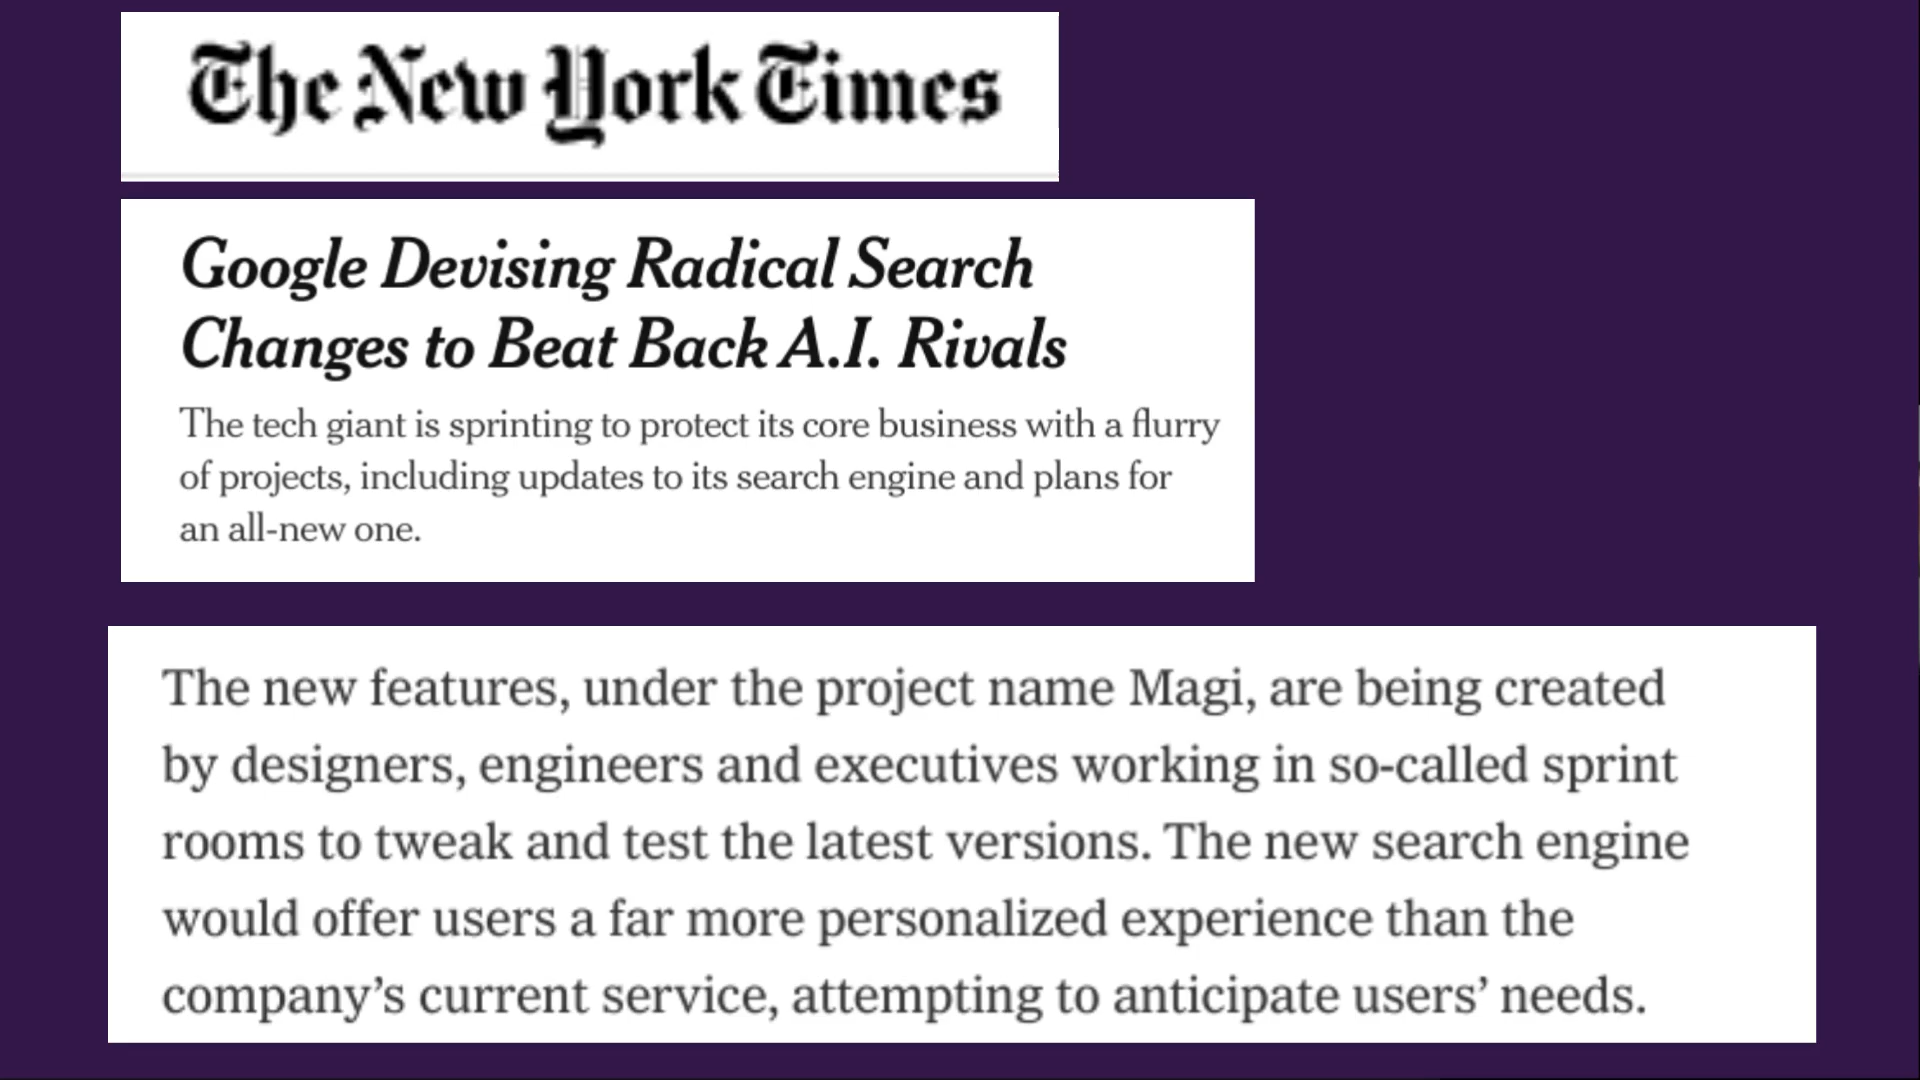 The New York Times
Google Devising Radical Search
Changes to Beat Back A.I. Rivals
The tech giant is sprinting to protect its core business with a flurry
of projects, including updates to its search engine and plans for
an all-new one.
The new features, under the project name Magi, are being created
by designers, engineers and executives working in so-called sprint
rooms to tweak and test the latest versions. The new search engine
would offer users a far more personalized experience than the
company’s current service, attempting to anticipate users’ needs.